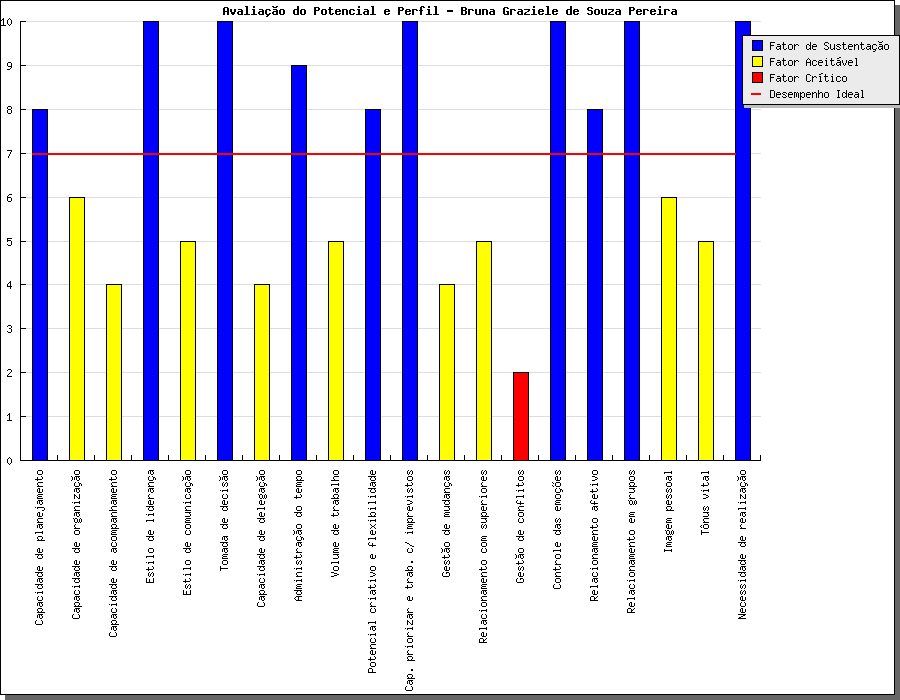 Avaliação do Potencial e Perfil - Bruna Graziele de Souza Pereira
Fator de Sustentação
Fator Aceitável
Fator Crítico
Desempenho Ideal
10
9
8
7
6
5
4
3
2
1
0
Capacidade de planejamento
Capacidade de organização
Capacidade de acompanhamento
Estilo de liderança
Estilo de comunicação
Tomada de decisão
Capacidade de delegação
Administração do tempo
Volume de trabalho
Potencial criativo e flexibilidade
Cap. priorizar e trab. c/ imprevistos
Gestão de mudanças
Relacionamento com superiores
Gestão de conflitos
Controle das emoções
Relacionamento afetivo
Relacionamento em grupos
Imagem pessoal
Tônus vital
Necessidade de realização